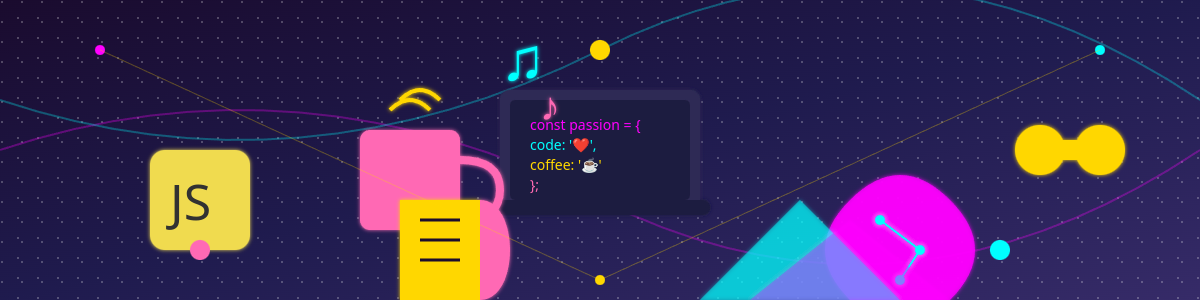 JS
const passion = {
code: '❤️',
coffee: '☕'
};